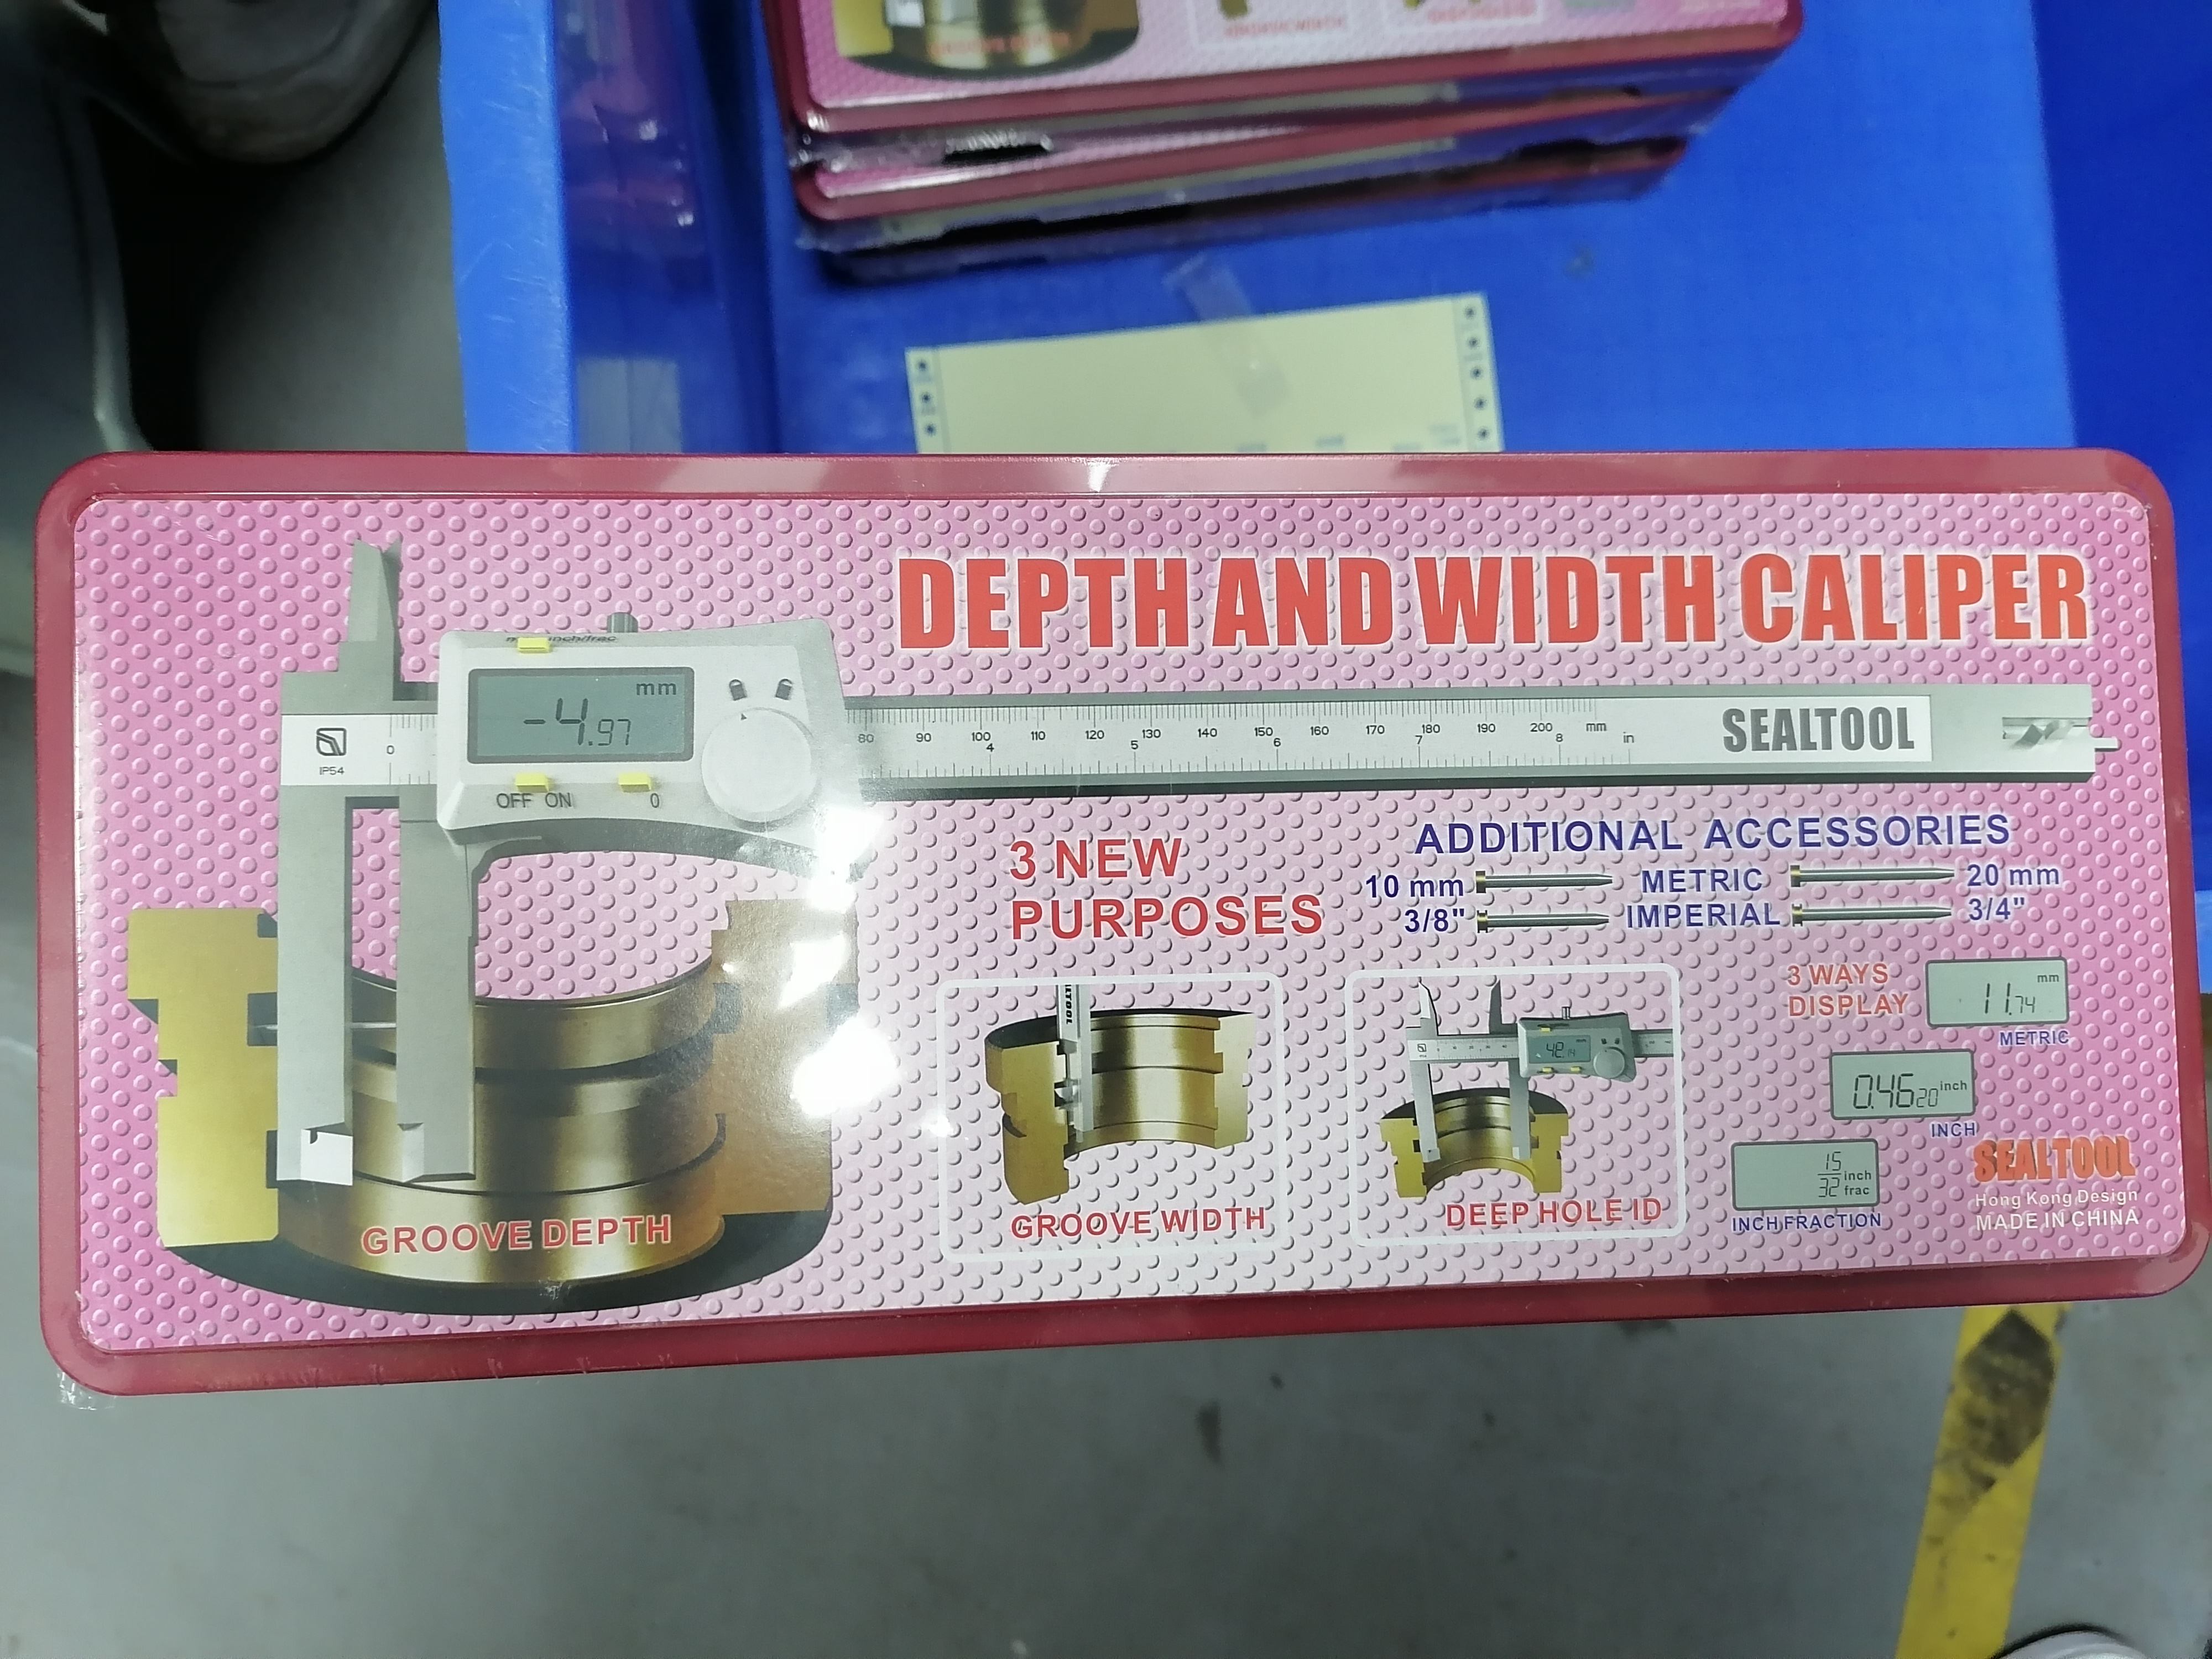 GROOVE DEPTH
DEPTH AND WIDTH CALIPER
mm
-4.97
IP54
0
OFF ON
0
80 90 100 110 120 130 140 150 160 170 180 190 200 mm
4 5 6 7 8 in
SEALTOOL
3 NEW
PURPOSES
ADDITIONAL ACCESSORIES
10 mm METRIC 20 mm
3/8" IMPERIAL 3/4"
3 WAYS
DISPLAY
11.74 mm
METRIC
0.4620 inch
INCH
15
32
inch
frac
INCH FRACTION
GROOVE DEPTH
GROOVE WIDTH
DEEP HOLE ID
SEALTOOL
Hong Kong Design
MADE IN CHINA